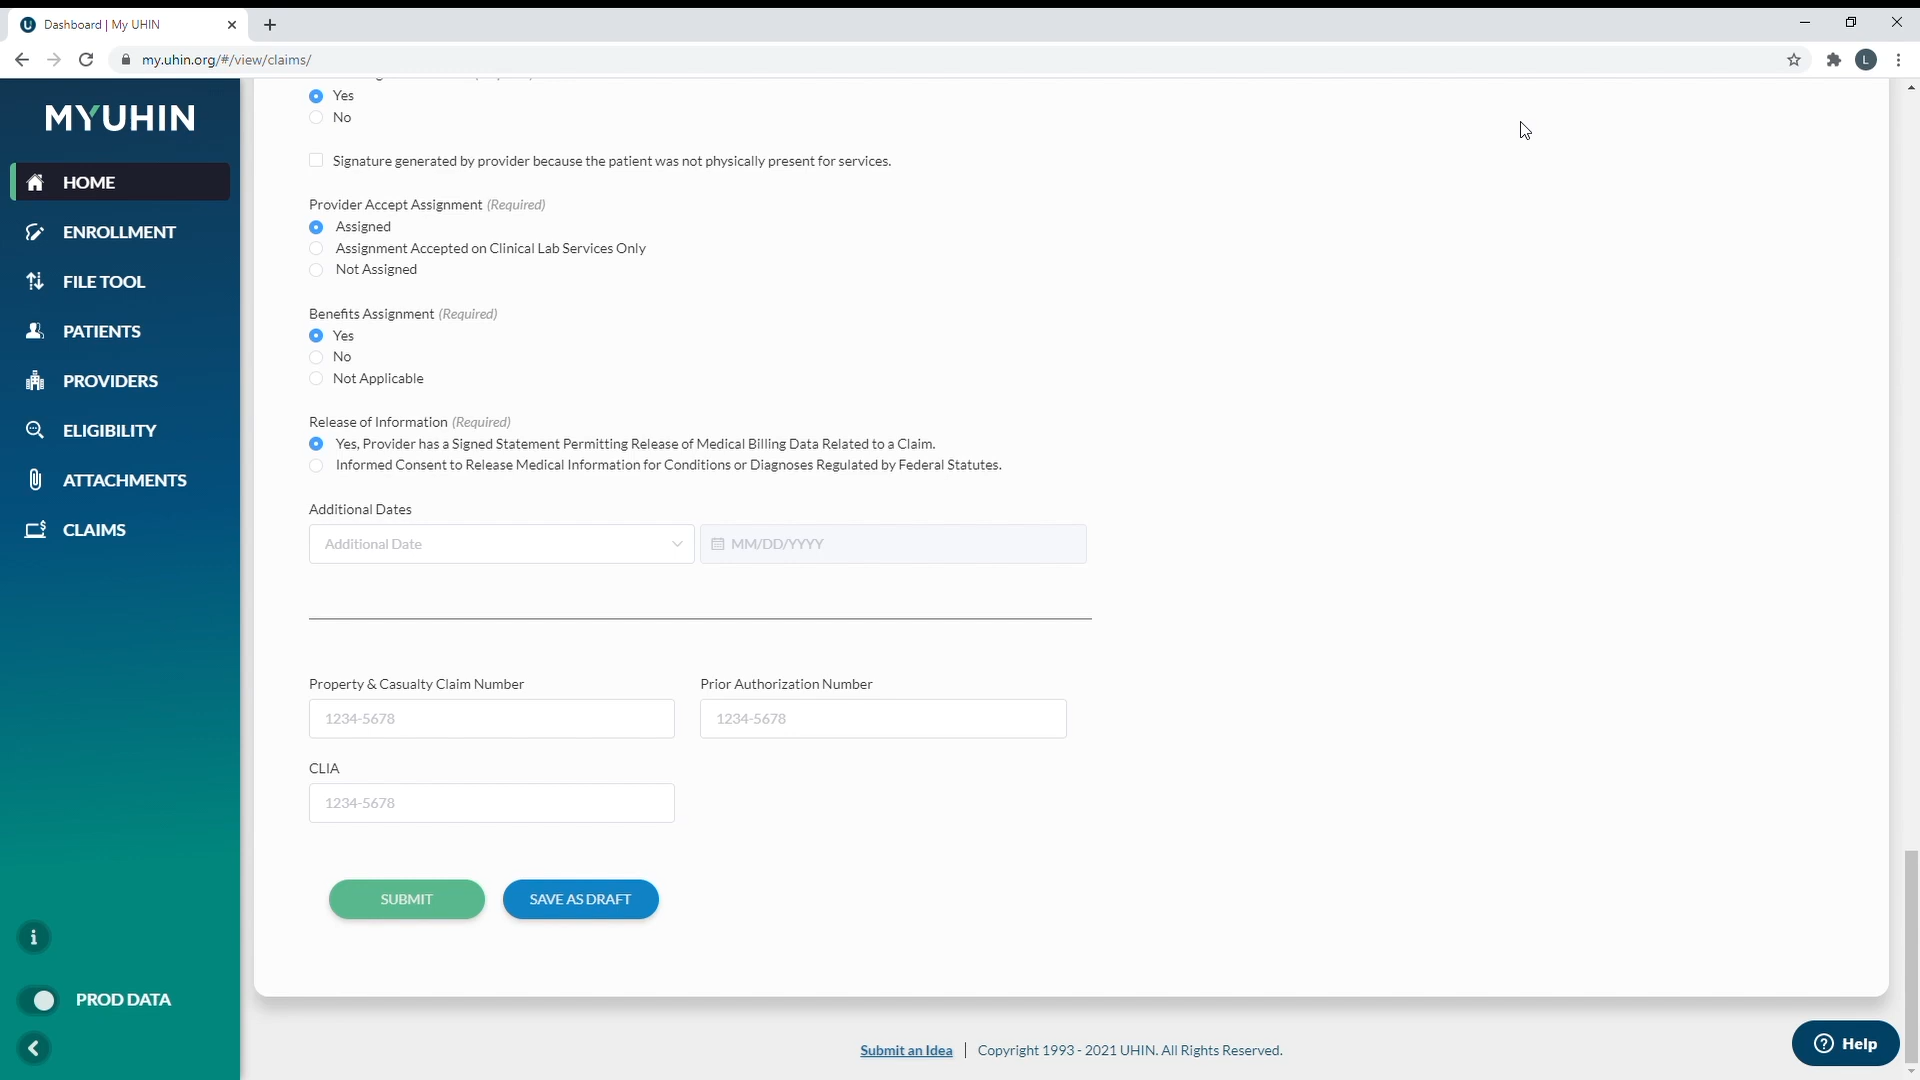 Dashboard | My UHIN
my.uhin.org/#/view/claims/
L
MYUHIN
HOME
ENROLLMENT
FILE TOOL
PATIENTS
PROVIDERS
ELIGIBILITY
ATTACHMENTS
CLAIMS
PROD DATA
Yes
No
Signature generated by provider because the patient was not physically present for services.
Provider Accept Assignment (Required)
Assigned
Assignment Accepted on Clinical Lab Services Only
Not Assigned
Benefits Assignment (Required)
Yes
No
Not Applicable
Release of Information (Required)
Yes, Provider has a Signed Statement Permitting Release of Medical Billing Data Related to a Claim.
Informed Consent to Release Medical Information for Conditions or Diagnoses Regulated by Federal Statutes.
Additional Dates
Additional Date MM/DD/YYYY
Property & Casualty Claim Number Prior Authorization Number
1234-5678 1234-5678
CLIA
1234-5678
SUBMIT SAVE AS DRAFT
Submit an Idea | Copyright 1993 - 2021 UHIN. All Rights Reserved.
Help